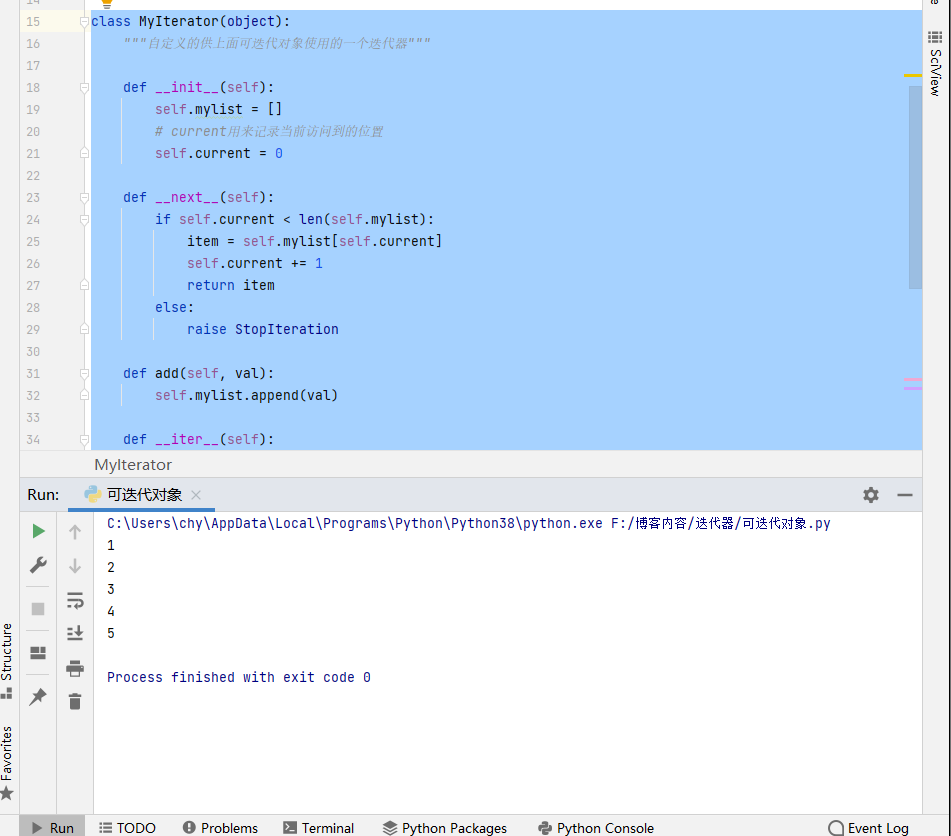 14
15 class MyIterator(object):
16     """自定义的供上面可迭代对象使用的一个迭代器"""
17
18     def __init__(self):
19         self.mylist = []
20         # current用来记录当前访问到的位置
21         self.current = 0
22
23     def __next__(self):
24         if self.current < len(self.mylist):
25             item = self.mylist[self.current]
26             self.current += 1
27             return item
28         else:
29             raise StopIteration
30
31     def add(self, val):
32         self.mylist.append(val)
33
34     def __iter__(self):
SciView
MyIterator
Run: 可迭代对象
C:\Users\chy\AppData\Local\Programs\Python\Python38\python.exe F:/博客内容/迭代器/可迭代对象.py
1
2
3
4
5
Process finished with exit code 0
Structure
Favorites
Run TODO Problems Terminal Python Packages Python Console Event Log